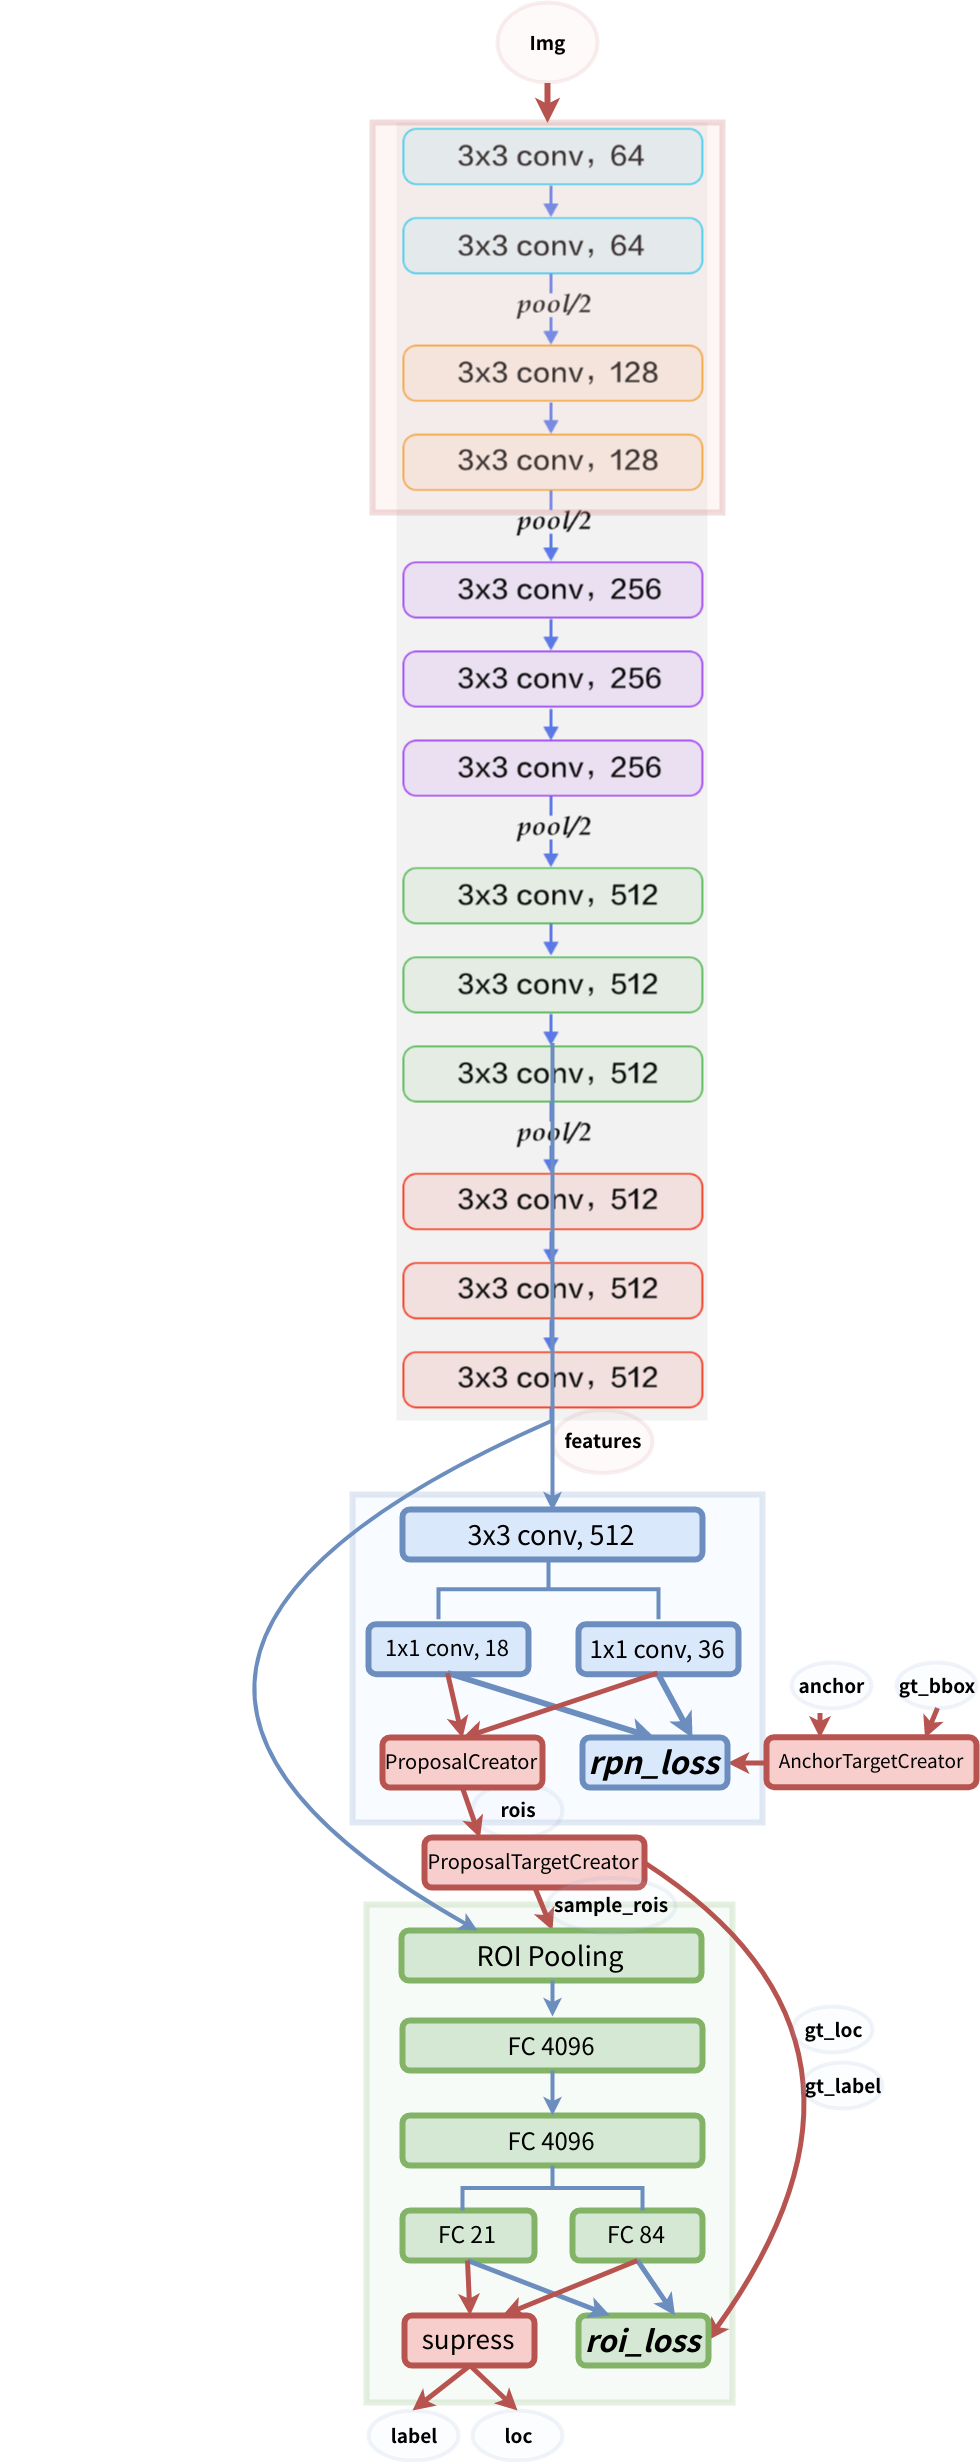 Img
3x3 conv, 64
3x3 conv, 64
pool/2
3x3 conv, 128
3x3 conv, 128
pool/2
3x3 conv, 256
3x3 conv, 256
3x3 conv, 256
pool/2
3x3 conv, 512
3x3 conv, 512
3x3 conv, 512
pool/2
3x3 conv, 512
3x3 conv, 512
3x3 conv, 512
features
3x3 conv, 512
1x1 conv, 18
1x1 conv, 36
anchor
gt_bbox
ProposalCreator
rpn_loss
AnchorTargetCreator
rois
ProposalTargetCreator
sample_rois
ROI Pooling
gt_loc
FC 4096
gt_label
FC 4096
FC 21
FC 84
supress
roi_loss
label
loc